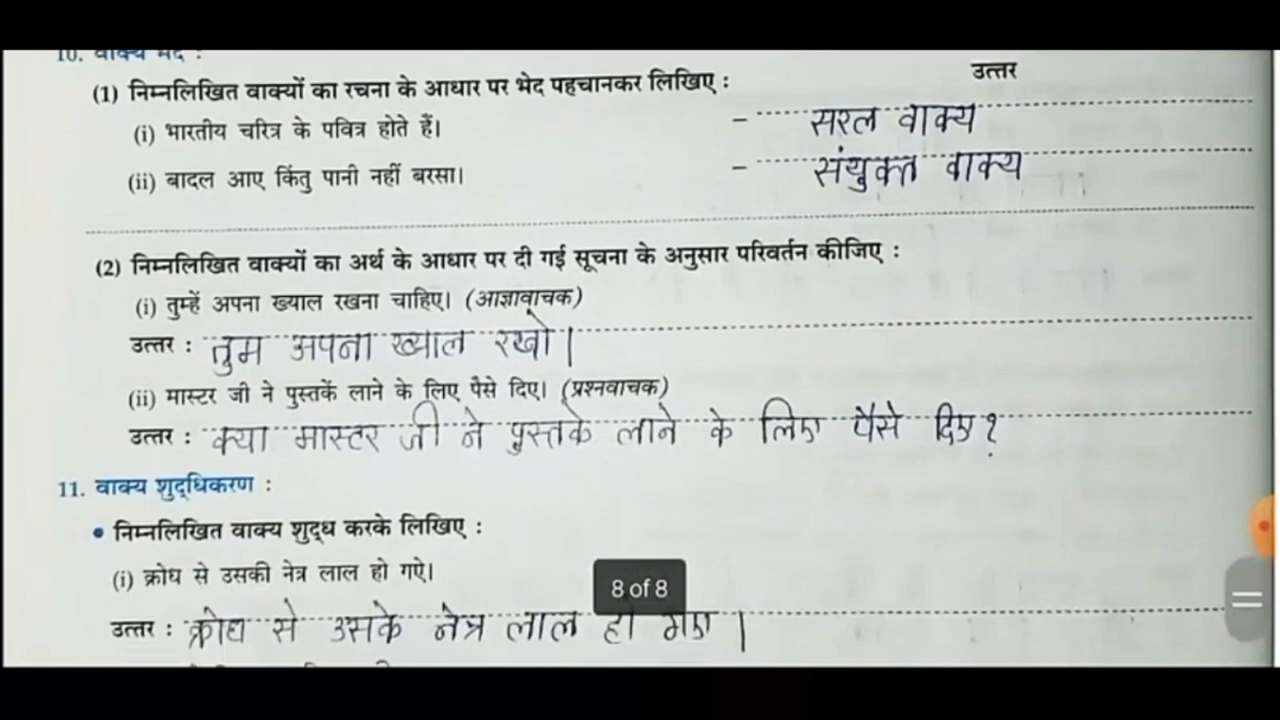 10. वाक्य भेद :
उत्तर
(1) निम्नलिखित वाक्यों का रचना के आधार पर भेद पहचानकर लिखिए :
(i) भारतीय चरित्र के पवित्र होते हैं। - सरल वाक्य
(ii) बादल आए किंतु पानी नहीं बरसा। - संयुक्त वाक्य
(2) निम्नलिखित वाक्यों का अर्थ के आधार पर दी गई सूचना के अनुसार परिवर्तन कीजिए :
(i) तुम्हें अपना ख्याल रखना चाहिए। (आज्ञावाचक)
उत्तर : तुम अपना ख्याल रखो।
(ii) मास्टर जी ने पुस्तकें लाने के लिए पैसे दिए। (प्रश्नवाचक)
उत्तर : क्या मास्टर जी ने पुस्तके लाने के लिए पैसे दिए?
11. वाक्य शुद्धिकरण :
• निम्नलिखित वाक्य शुद्ध करके लिखिए :
(i) क्रोध से उसकी नेत्र लाल हो गऐ।
8 of 8
उत्तर : क्रोध से उसके नेत्र लाल हो गए।